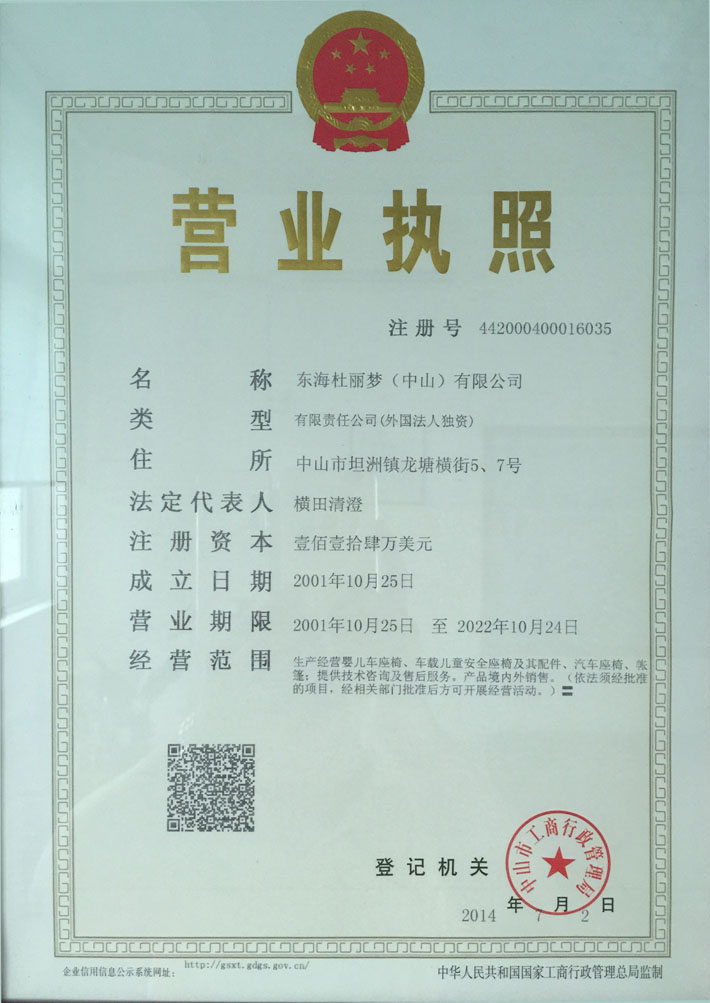 营业执照
注册号 442000400016035
名称 东海杜丽梦（中山）有限公司
类型 有限责任公司(外国法人独资)
住所 中山市坦洲镇龙塘横街5、7号
法定代表人 横田清澄
注册资本 壹佰壹拾肆万美元
成立日期 2001年10月25日
营业期限 2001年10月25日 至 2022年10月24日
经营范围 生产经营婴儿车座椅、车载儿童安全座椅及其配件、汽车座椅、帐
篷；提供技术咨询及售后服务。产品境内外销售。（依法须经批准
的项目，经相关部门批准后方可开展经营活动。）〓
中山市工商行政管理局
登记机关
2014年7月2日
企业信用信息公示系统网址： http://gsxt.gdgs.gov.cn/
中华人民共和国国家工商行政管理总局监制